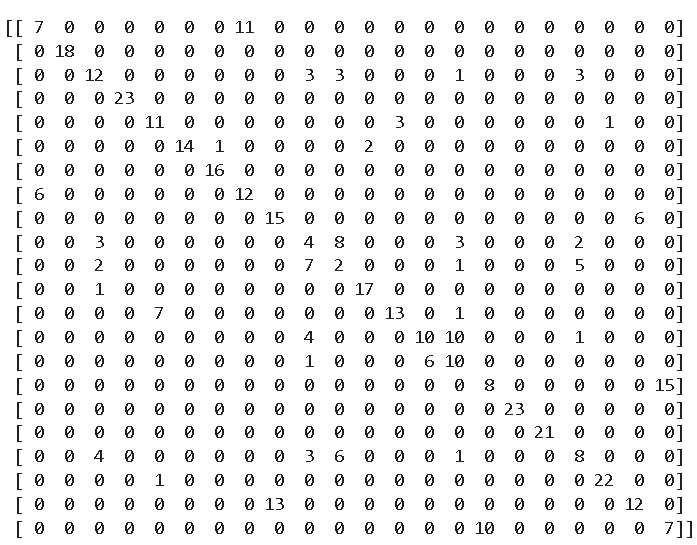 [[ 7 0 0 0 0 0 0 11 0 0 0 0 0 0 0 0 0 0 0 0 0 0]
[ 0 18 0 0 0 0 0 0 0 0 0 0 0 0 0 0 0 0 0 0 0 0]
[ 0 0 12 0 0 0 0 0 0 3 3 0 0 0 1 0 0 0 3 0 0 0]
[ 0 0 0 23 0 0 0 0 0 0 0 0 0 0 0 0 0 0 0 0 0 0]
[ 0 0 0 0 11 0 0 0 0 0 0 0 3 0 0 0 0 0 0 1 0 0]
[ 0 0 0 0 0 14 1 0 0 0 0 2 0 0 0 0 0 0 0 0 0 0]
[ 0 0 0 0 0 0 16 0 0 0 0 0 0 0 0 0 0 0 0 0 0 0]
[ 6 0 0 0 0 0 0 12 0 0 0 0 0 0 0 0 0 0 0 0 0 0]
[ 0 0 0 0 0 0 0 0 15 0 0 0 0 0 0 0 0 0 0 0 6 0]
[ 0 0 3 0 0 0 0 0 0 4 8 0 0 0 3 0 0 0 2 0 0 0]
[ 0 0 2 0 0 0 0 0 0 7 2 0 0 0 1 0 0 0 5 0 0 0]
[ 0 0 1 0 0 0 0 0 0 0 0 17 0 0 0 0 0 0 0 0 0 0]
[ 0 0 0 0 7 0 0 0 0 0 0 0 13 0 1 0 0 0 0 0 0 0]
[ 0 0 0 0 0 0 0 0 0 4 0 0 0 10 10 0 0 0 1 0 0 0]
[ 0 0 0 0 0 0 0 0 0 1 0 0 0 6 10 0 0 0 0 0 0 0]
[ 0 0 0 0 0 0 0 0 0 0 0 0 0 0 0 8 0 0 0 0 0 15]
[ 0 0 0 0 0 0 0 0 0 0 0 0 0 0 0 0 23 0 0 0 0 0]
[ 0 0 0 0 0 0 0 0 0 0 0 0 0 0 0 0 0 21 0 0 0 0]
[ 0 0 4 0 0 0 0 0 0 3 6 0 0 0 1 0 0 0 8 0 0 0]
[ 0 0 0 0 1 0 0 0 0 0 0 0 0 0 0 0 0 0 0 22 0 0]
[ 0 0 0 0 0 0 0 0 13 0 0 0 0 0 0 0 0 0 0 0 12 0]
[ 0 0 0 0 0 0 0 0 0 0 0 0 0 0 0 10 0 0 0 0 0 7]]